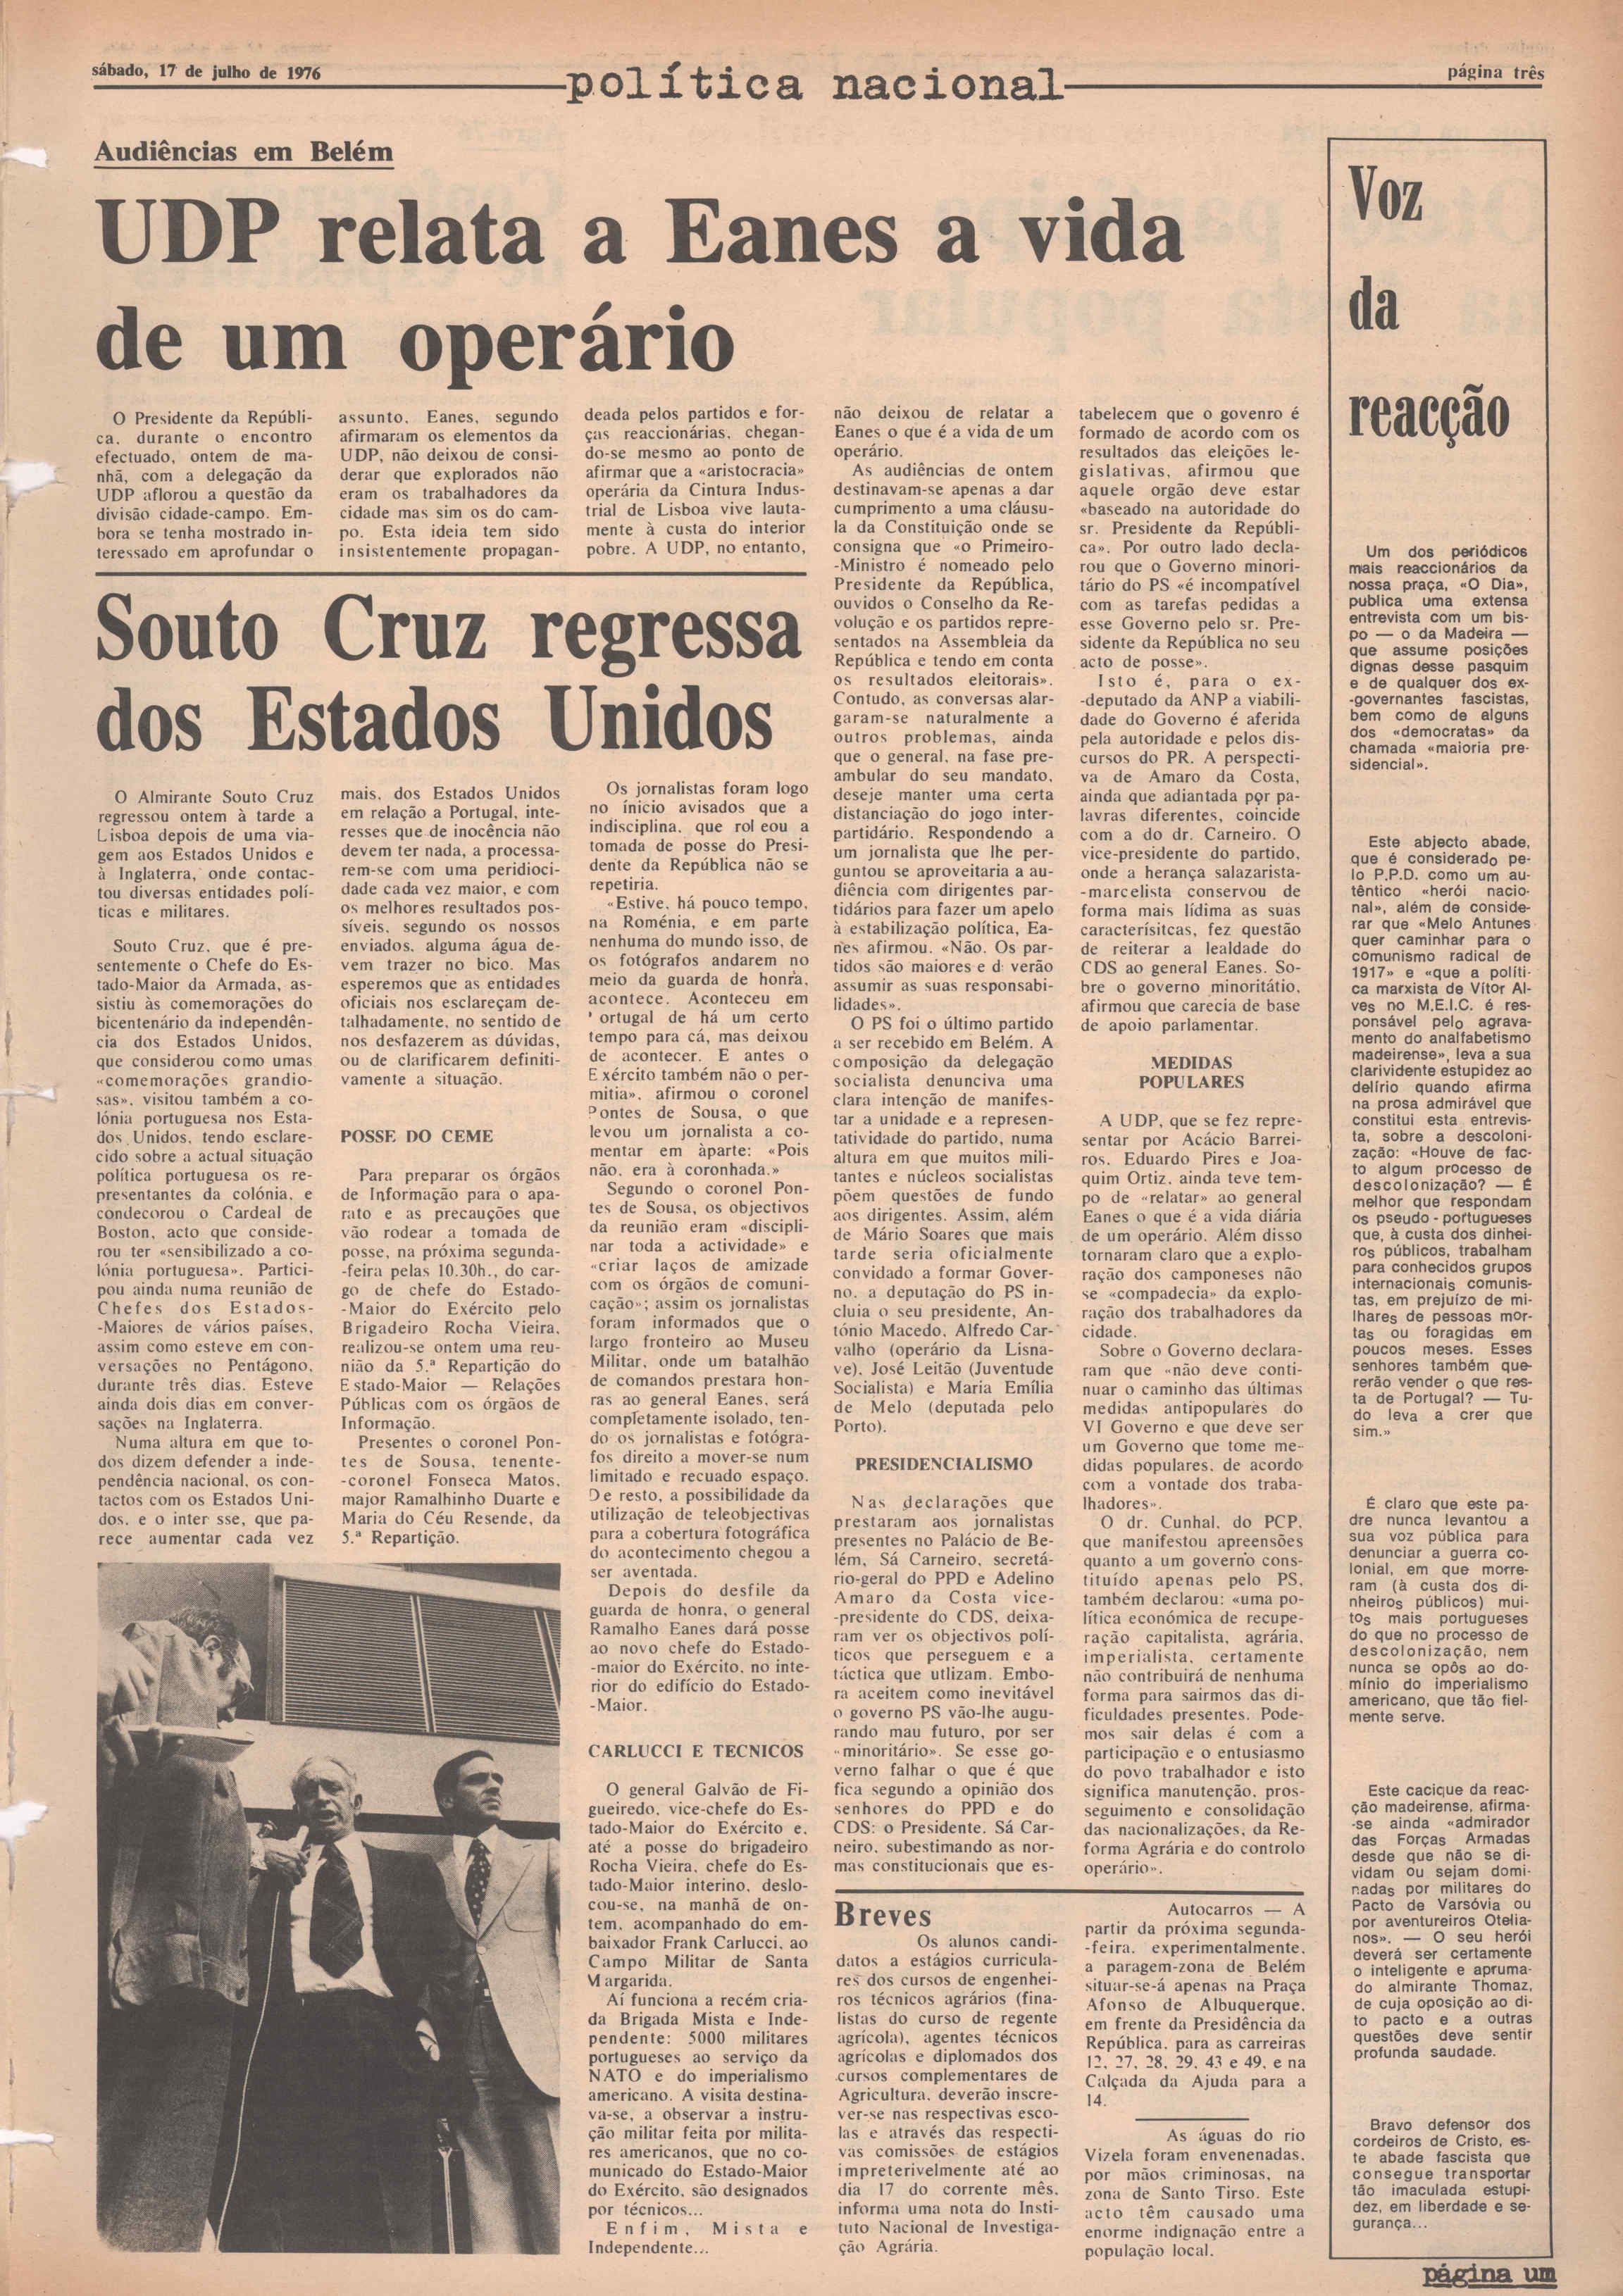 sábado, 17 de julho de 1976
política nacional
página três
Audiências em Belém
UDP relata a Eanes a vida
de um operário
O Presidente da Repúbli-
ca, durante o encontro
efectuado, ontem de ma-
nhã, com a delegação da
UDP aflorou a questão da
divisão cidade-campo. Em-
bora se tenha mostrado in-
teressado em aprofundar o
assunto, Eanes, segundo
afirmaram os elementos da
UDP, não deixou de consi-
derar que explorados não
eram os trabalhadores da
cidade mas sim os do cam-
po. Esta ideia tem sido
insistentemente propagan-
deada pelos partidos e for-
ças reaccionárias, chegan-
do-se mesmo ao ponto de
afirmar que a «aristocracia»
operária da Cintura Indus-
trial de Lisboa vive lauta-
mente à custa do interior
pobre. A UDP, no entanto,
não deixou de relatar a
Eanes o que é a vida de um
operário.
As audiências de ontem
destinavam-se apenas a dar
cumprimento a uma cláusu-
la da Constituição onde se
consigna que «o Primeiro-
-Ministro é nomeado pelo
Presidente da República,
ouvidos o Conselho da Re-
volução e os partidos repre-
sentados na Assembleia da
República e tendo em conta
os resultados eleitorais».
Contudo, as conversas alar-
garam-se naturalmente a
outros problemas, ainda
que o general, na fase pre-
ambular do seu mandato,
deseje manter uma certa
distanciação do jogo inter-
partidário. Respondendo a
um jornalista que lhe per-
guntou se aproveitaria a au-
diência com dirigentes par-
tidários para fazer um apelo
à estabilização política, Ea-
nes afirmou. «Não. Os par-
tidos são maiores e d verão
assumir as suas responsabi-
lidades».
O PS foi o último partido
a ser recebido em Belém. A
composição da delegação
socialista denunciva uma
clara intenção de manifes-
tar a unidade e a represen-
tatividade do partido, numa
altura em que muitos mili-
tantes e núcleos socialistas
põem questões de fundo
aos dirigentes. Assim, além
de Mário Soares que mais
tarde seria oficialmente
convidado a formar Gover-
no, a deputação do PS in-
cluia o seu presidente, An-
tónio Macedo, Alfredo Car-
valho (operário da Lisna-
ve), José Leitão (Juventude
Socialista) e Maria Emília
de Melo (deputada pelo
Porto).
PRESIDENCIALISMO
Nas declarações que
prestaram aos jornalistas
presentes no Palácio de Be-
lém, Sá Carneiro, secretá-
rio-geral do PPD e Adelino
Amaro da Costa vice-
-presidente do CDS, deixa-
ram ver os objectivos polí-
ticos que perseguem e a
táctica que utlizam. Embo-
ra aceitem como inevitável
o governo PS vão-lhe augu-
rando mau futuro, por ser
«minoritário». Se esse go-
verno falhar o que é que
fica segundo a opinião dos
senhores do PPD e do
CDS: o Presidente. Sá Car-
neiro, subestimando as nor-
mas constitucionais que es-
tabelecem que o govenro é
formado de acordo com os
resultados das eleições le-
gislativas, afirmou que
aquele orgão deve estar
«baseado na autoridade do
sr. Presidente da Repúbli-
ca». Por outro lado decla-
rou que o Governo minori-
tário do PS «é incompatível
com as tarefas pedidas a
esse Governo pelo sr. Pre-
sidente da República no seu
acto de posse».
Isto é, para o ex-
-deputado da ANP a viabili-
dade do Governo é aferida
pela autoridade e pelos dis-
cursos do PR. A perspecti-
va de Amaro da Costa,
ainda que adiantada por pa-
lavras diferentes, coincide
com a do dr. Carneiro. O
vice-presidente do partido,
onde a herança salazarista-
-marcelista conservou de
forma mais lídima as suas
caracterísitcas, fez questão
de reiterar a lealdade do
CDS ao general Eanes. So-
bre o governo minoritátio,
afirmou que carecia de base
de apoio parlamentar.
MEDIDAS
POPULARES
A UDP, que se fez repre-
sentar por Acácio Barrei-
ros, Eduardo Pires e Joa-
quim Ortiz, ainda teve tem-
po de «relatar» ao general
Eanes o que é a vida diária
de um operário. Além disso
tornaram claro que a explo-
ração dos camponeses não
se «compadecia» da explo-
ração dos trabalhadores da
cidade.
Sobre o Governo declara-
ram que «não deve conti-
nuar o caminho das últimas
medidas antipopulares do
VI Governo e que deve ser
um Governo que tome me-
didas populares, de acordo
com a vontade dos traba-
lhadores».
O dr. Cunhal, do PCP,
que manifestou apreensões
quanto a um governo cons-
tituído apenas pelo PS,
também declarou: «uma po-
lítica económica de recupe-
ração capitalista, agrária,
imperialista, certamente
não contribuirá de nenhuma
forma para sairmos das di-
ficuldades presentes. Pode-
mos sair delas é com a
participação e o entusiasmo
do povo trabalhador e isto
significa manutenção, pros-
seguimento e consolidação
das nacionalizações, da Re-
forma Agrária e do controlo
operário».
Souto Cruz regressa
dos Estados Unidos
O Almirante Souto Cruz
regressou ontem à tarde a
Lisboa depois de uma via-
gem aos Estados Unidos e
à Inglaterra, onde contac-
tou diversas entidades polí-
ticas e militares.
Souto Cruz, que é pre-
sentemente o Chefe do Es-
tado-Maior da Armada, as-
sistiu às comemorações do
bicentenário da independên-
cia dos Estados Unidos,
que considerou como umas
«comemorações grandio-
sas», visitou também a co-
lónia portuguesa nos Esta-
dos Unidos, tendo esclare-
cido sobre a actual situação
política portuguesa os re-
presentantes da colónia, e
condecorou o Cardeal de
Boston, acto que conside-
rou ter «sensibilizado a co-
lónia portuguesa». Partici-
pou ainda numa reunião de
Chefes dos Estados-
-Maiores de vários países,
assim como esteve em con-
versações no Pentágono,
durante três dias. Esteve
ainda dois dias em conver-
sações na Inglaterra.
Numa altura em que to-
dos dizem defender a inde-
pendência nacional, os con-
tactos com os Estados Uni-
dos, e o inter sse, que pa-
rece aumentar cada vez
mais, dos Estados Unidos
em relação a Portugal, inte-
resses que de inocência não
devem ter nada, a processa-
rem-se com uma peridioci-
dade cada vez maior, e com
os melhores resultados pos-
síveis, segundo os nossos
enviados, alguma água de-
vem trazer no bico. Mas
esperemos que as entidades
oficiais nos esclareçam de-
talhadamente, no sentido de
nos desfazerem as dúvidas,
ou de clarificarem definiti-
vamente a situação.
POSSE DO CEME
Para preparar os órgãos
de Informação para o apa-
rato e as precauções que
vão rodear a tomada de
posse, na próxima segunda-
-feira pelas 10.30h., do car-
go de chefe do Estado-
-Maior do Exército pelo
Brigadeiro Rocha Vieira,
realizou-se ontem uma reu-
nião da 5.ª Repartição do
Estado-Maior — Relações
Públicas com os órgãos de
Informação.
Presentes o coronel Pon-
tes de Sousa, tenente-
-coronel Fonseca Matos,
major Ramalhinho Duarte e
Maria do Céu Resende, da
5.ª Repartição.
Os jornalistas foram logo
no ínicio avisados que a
indisciplina, que rol eou a
tomada de posse do Presi-
dente da República não se
repetiria.
«Estive, há pouco tempo,
na Roménia, e em parte
nenhuma do mundo isso, de
os fotógrafos andarem no
meio da guarda de honra,
acontece. Aconteceu em
'ortugal de há um certo
tempo para cá, mas deixou
de acontecer. E antes o
Exército também não o per-
mitia», afirmou o coronel
Pontes de Sousa, o que
levou um jornalista a co-
mentar em àparte: «Pois
não, era à coronhada.»
Segundo o coronel Pon-
tes de Sousa, os objectivos
da reunião eram «discipli-
nar toda a actividade» e
«criar laços de amizade
com os órgãos de comuni-
cação»; assim os jornalistas
foram informados que o
largo fronteiro ao Museu
Militar, onde um batalhão
de comandos prestara hon-
ras ao general Eanes, será
completamente isolado, ten-
do os jornalistas e fotógra-
fos direito a mover-se num
limitado e recuado espaço.
De resto, a possibilidade da
utilização de teleobjectivas
para a cobertura fotográfica
do acontecimento chegou a
ser aventada.
Depois do desfile da
guarda de honra, o general
Ramalho Eanes dará posse
ao novo chefe do Estado-
-maior do Exército, no inte-
rior do edifício do Estado-
-Maior.
CARLUCCI E TECNICOS
O general Galvão de Fi-
gueiredo, vice-chefe do Es-
tado-Maior do Exército e,
até a posse do brigadeiro
Rocha Vieira, chefe do Es-
tado-Maior interino, deslo-
cou-se, na manhã de on-
tem, acompanhado do em-
baixador Frank Carlucci, ao
Campo Militar de Santa
Margarida.
Aí funciona a recém cria-
da Brigada Mista e Inde-
pendente: 5000 militares
portugueses ao serviço da
NATO e do imperialismo
americano. A visita destina-
va-se, a observar a instru-
ção militar feita por milita-
res americanos, que no co-
municado do Estado-Maior
do Exército, são designados
por técnicos...
Enfim, Mista e
Independente...
Breves
Os alunos candi-
datos a estágios curricula-
res dos cursos de engenhei-
ros técnicos agrários (fina-
listas do curso de regente
agrícola), agentes técnicos
agrícolas e diplomados dos
cursos complementares de
Agricultura, deverão inscre-
ver-se nas respectivas esco-
las e através das respecti-
vas comissões de estágios
impreterivelmente até ao
dia 17 do corrente mês,
informa uma nota do Insti-
tuto Nacional de Investiga-
ção Agrária.
Autocarros — A
partir da próxima segunda-
-feira, experimentalmente,
a paragem-zona de Belém
situar-se-á apenas na Praça
Afonso de Albuquerque,
em frente da Presidência da
República, para as carreiras
12, 27, 28, 29, 43 e 49, e na
Calçada da Ajuda para a
14.
As águas do rio
Vizela foram envenenadas,
por mãos criminosas, na
zona de Santo Tirso. Este
acto têm causado uma
enorme indignação entre a
população local.
Voz
da
reacção
Um dos periódicos
mais reaccionários da
nossa praça, «O Dia»,
publica uma extensa
entrevista com um bis-
po — o da Madeira —
que assume posições
dignas desse pasquim
e de qualquer dos ex-
-governantes fascistas,
bem como de alguns
dos «democratas» da
chamada «maioria pre-
sidencial».
Este abjecto abade,
que é considerado pe-
lo P.P.D. como um au-
têntico «herói nacio-
nal», além de conside-
rar que «Melo Antunes
quer caminhar para o
comunismo radical de
1917» e «que a políti-
ca marxista de Vítor Al-
ves no M.E.I.C. é res-
ponsável pelo agrava-
mento do analfabetismo
madeirense», leva a sua
clarividente estupidez ao
delírio quando afirma
na prosa admirável que
constitui esta entrevis-
ta, sobre a descoloni-
zação: «Houve de fac-
to algum processo de
descolonização? — É
melhor que respondam
os pseudo - portugueses
que, à custa dos dinhei-
ros públicos, trabalham
para conhecidos grupos
internacionais comunis-
tas, em prejuízo de mi-
lhares de pessoas mor-
tas ou foragidas em
poucos meses. Esses
senhores também que-
rerão vender o que res-
ta de Portugal? — Tu-
do leva a crer que
sim.»
É claro que este pa-
dre nunca levantou a
sua voz pública para
denunciar a guerra co-
lonial, em que morre-
ram (à custa dos di-
nheiros públicos) mui-
tos mais portugueses
do que no processo de
descolonização, nem
nunca se opôs ao do-
mínio do imperialismo
americano, que tão fiel-
mente serve.
Este cacique da reac-
ção madeirense, afirma-
-se ainda «admirador
das Forças Armadas
desde que não se di-
vidam ou sejam domi-
nadas por militares do
Pacto de Varsóvia ou
por aventureiros Otelia-
nos». — O seu herói
deverá ser certamente
o inteligente e apruma-
do almirante Thomaz,
de cuja oposição ao di-
to pacto e a outras
questões deve sentir
profunda saudade.
Bravo defensor dos
cordeiros de Cristo, es-
te abade fascista que
consegue transportar
tão imaculada estupi-
dez, em liberdade e se-
gurança...
página um